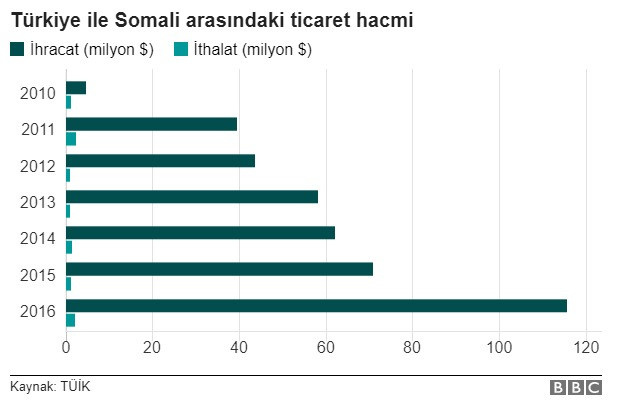 Türkiye ile Somali arasındaki ticaret hacmi
İhracat (milyon $) İthalat (milyon $)
2010
2011
2012
2013
2014
2015
2016
0 20 40 60 80 100 120
Kaynak: TÜİK BBC